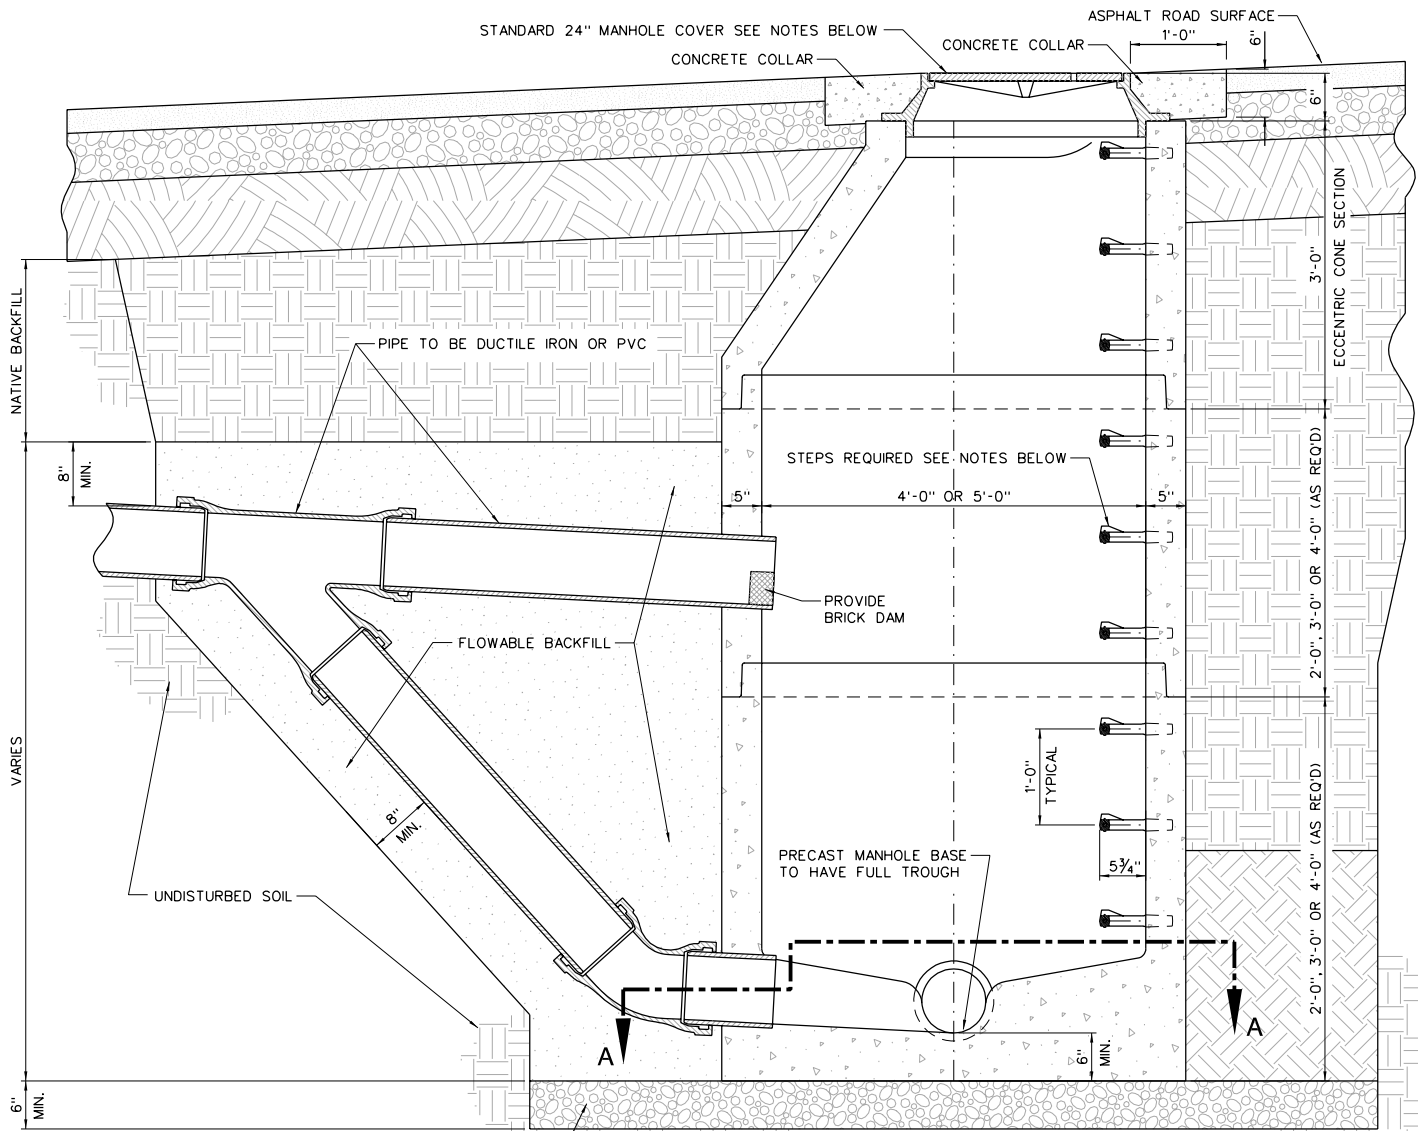 ASPHALT ROAD SURFACE
STANDARD 24" MANHOLE COVER SEE NOTES BELOW
1'-0"
6"
CONCRETE COLLAR
CONCRETE COLLAR
6"
3'-0"
ECCENTRIC CONE SECTION
NATIVE BACKFILL
PIPE TO BE DUCTILE IRON OR PVC
8"
MIN.
STEPS REQUIRED SEE NOTES BELOW
5"
4'-0" OR 5'-0"
5"
2'-0", 3'-0" OR 4'-0" (AS REQ'D)
PROVIDE
BRICK DAM
FLOWABLE BACKFILL
VARIES
1'-0"
TYPICAL
8"
MIN.
PRECAST MANHOLE BASE
TO HAVE FULL TROUGH
5¾"
UNDISTURBED SOIL
2'-0", 3'-0" OR 4'-0" (AS REQ'D)
A
A
6"
MIN.
6"
MIN.